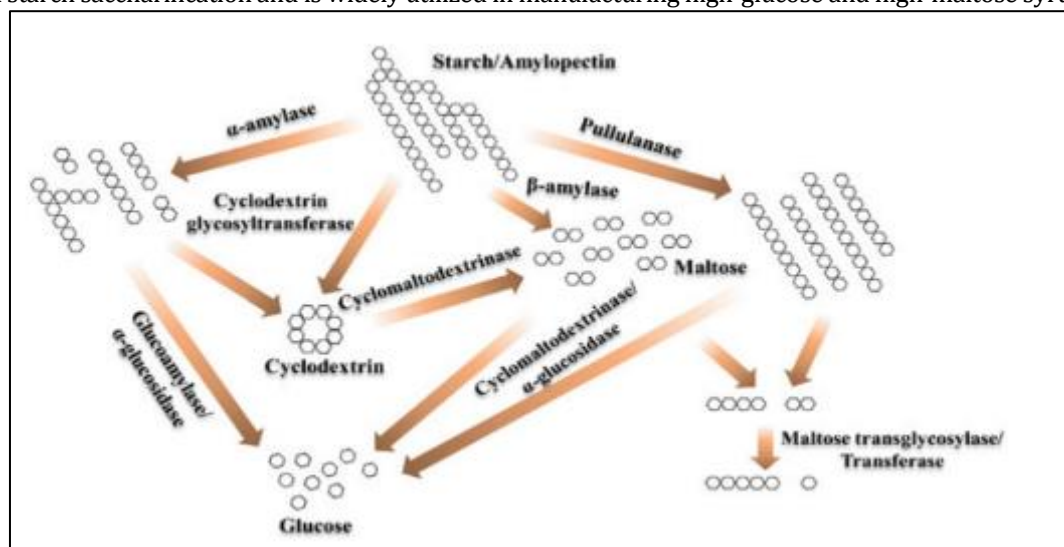 starch saccharification and is widely utilized in manufacturing high-glucose and high-maltose
Starch/Amylopectin
α-amylase
Pullulanase
β-amylase
Cyclodextrin
glycosyltransferase
Cyclomaltodextrinase
Maltose
Glucoamylase/
α-glucosidase
Cyclodextrin
Cyclomaltodextrinase/
α-glucosidase
Maltose transglycosylase/
Transferase
Glucose